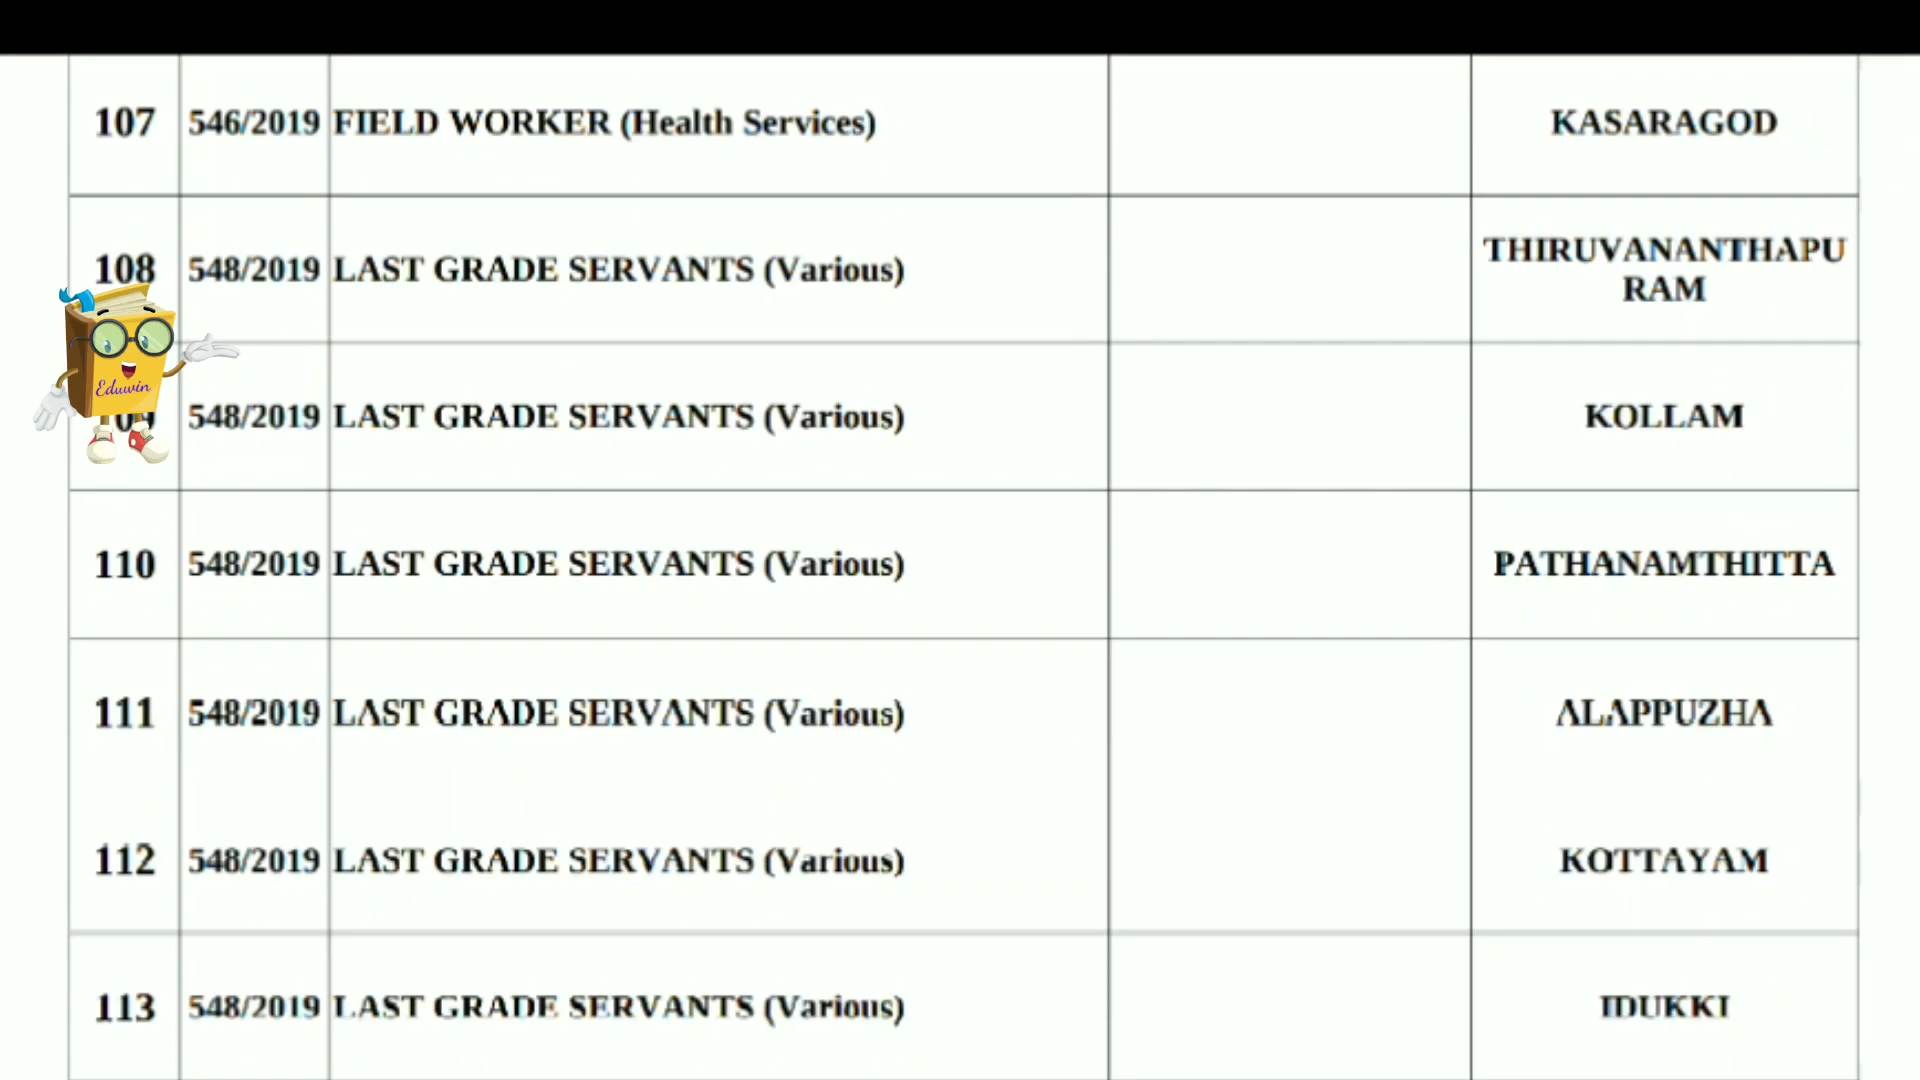 107 546/2019 FIELD WORKER (Health Services) KASARAGOD
108 548/2019 LAST GRADE SERVANTS (Various) THIRUVANANTHAPU
RAM
Eduwin
548/2019 LAST GRADE SERVANTS (Various) KOLLAM
110 548/2019 LAST GRADE SERVANTS (Various) PATHANAMTHITTA
111 548/2019 LAST GRADE SERVANTS (Various) ALAPPUZHA
112 548/2019 LAST GRADE SERVANTS (Various) KOTTAYAM
113 548/2019 LAST GRADE SERVANTS (Various) IDUKKI